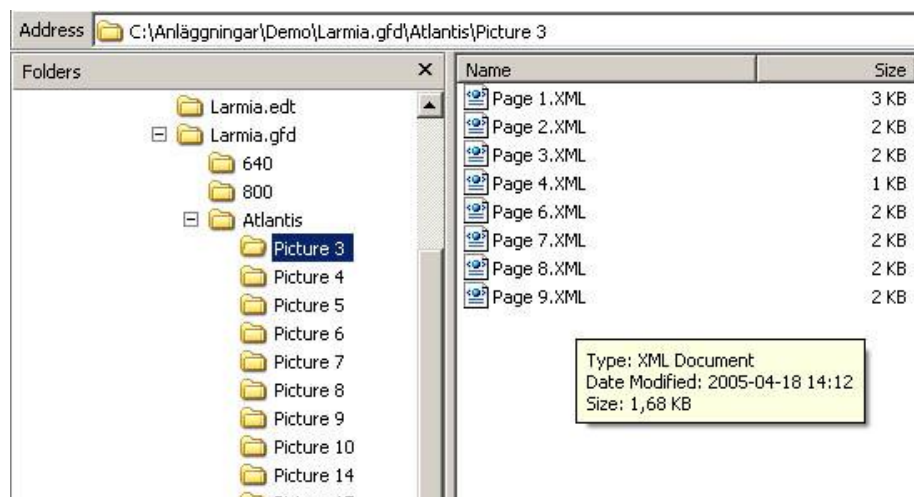 Address C:\Anläggningar\Demo\Larmia.gfd\Atlantis\Picture 3
Folders
Larmia.edt
Larmia.gfd
640
800
Atlantis
Picture 3
Picture 4
Picture 5
Picture 6
Picture 7
Picture 8
Picture 9
Picture 10
Picture 14
Name Size
Page 1.XML 3 KB
Page 2.XML 2 KB
Page 3.XML 2 KB
Page 4.XML 1 KB
Page 6.XML 2 KB
Page 7.XML 2 KB
Page 8.XML 2 KB
Page 9.XML 2 KB
Type: XML Document
Date Modified: 2005-04-18 14:12
Size: 1,68 KB